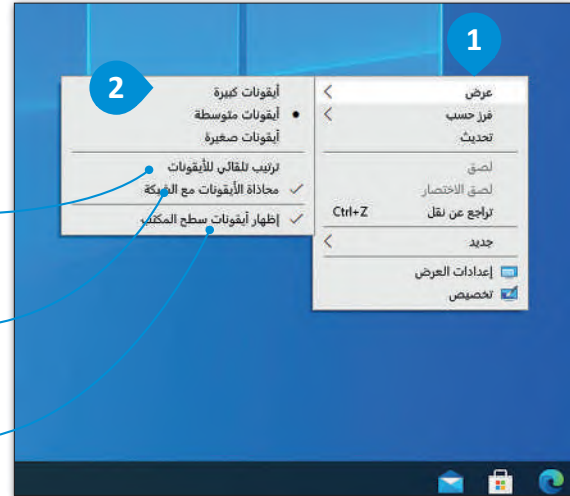 1
عرض
فرز حسب
تحديث
لصق
لصق الاختصار
تراجع عن نقل Ctrl+Z
جديد
إعدادات العرض
تخصيص
2
أيقونات كبيرة
أيقونات متوسطة
أيقونات صغيرة
ترتيب تلقائي للأيقونات
محاذاة الأيقونات مع الشبكة
إظهار أيقونات سطح المكتب